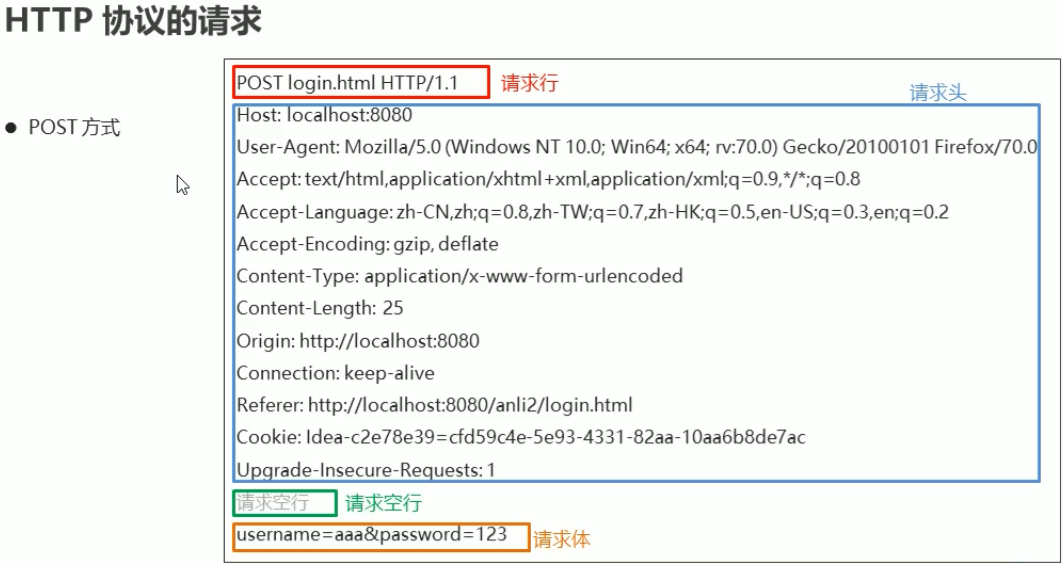 HTTP 协议的请求
● POST 方式
POST login.html HTTP/1.1 请求行
请求头
Host: localhost:8080
User-Agent: Mozilla/5.0 (Windows NT 10.0; Win64; x64; rv:70.0) Gecko/20100101 Firefox/70.0
Accept: text/html,application/xhtml+xml,application/xml;q=0.9,*/*;q=0.8
Accept-Language: zh-CN,zh;q=0.8,zh-TW;q=0.7,zh-HK;q=0.5,en-US;q=0.3,en;q=0.2
Accept-Encoding: gzip, deflate
Content-Type: application/x-www-form-urlencoded
Content-Length: 25
Origin: http://localhost:8080
Connection: keep-alive
Referer: http://localhost:8080/anli2/login.html
Cookie: Idea-c2e78e39=cfd59c4e-5e93-4331-82aa-10aa6b8de7ac
Upgrade-Insecure-Requests: 1
请求空行 请求空行
username=aaa&password=123 请求体